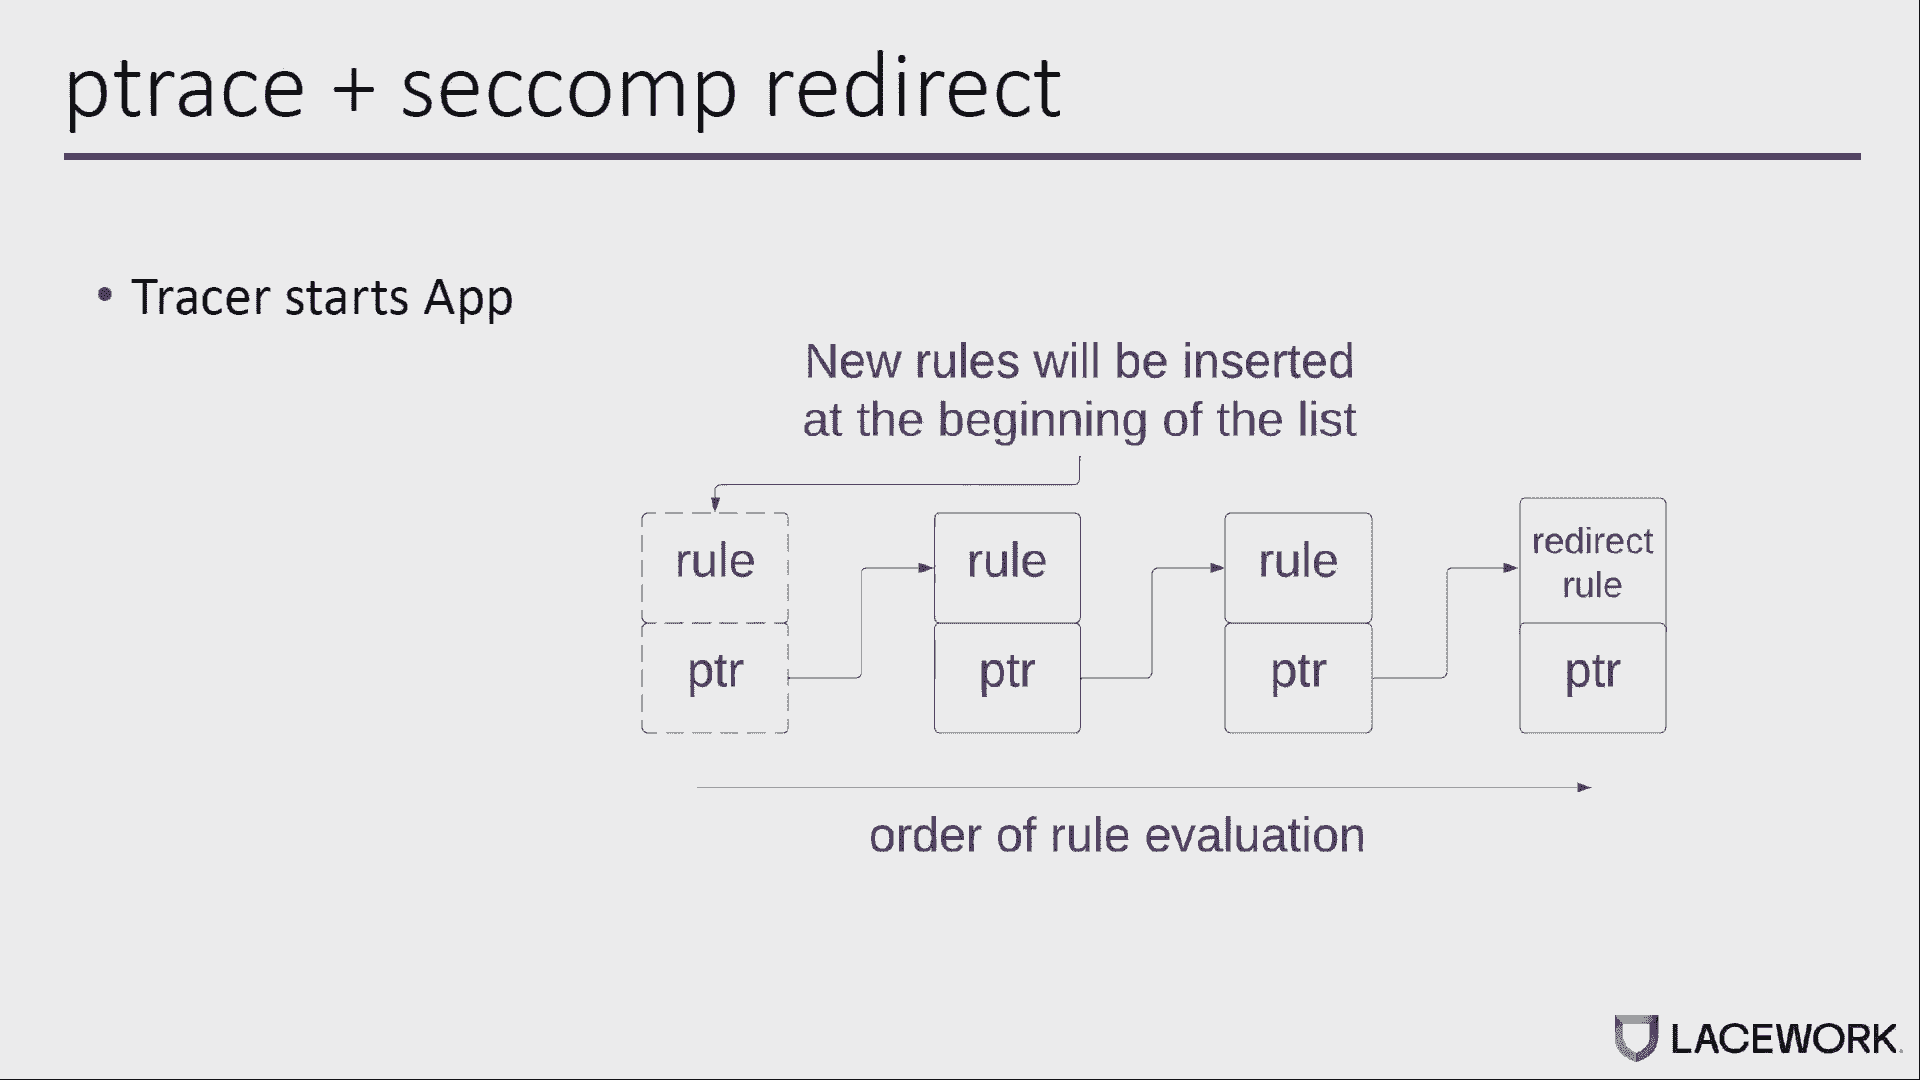 ptrace + seccomp redirect
• Tracer starts App
New rules will be inserted
at the beginning of the list
rule
rule
rule
redirect
rule
ptr
ptr
ptr
ptr
order of rule evaluation
LACEWORK